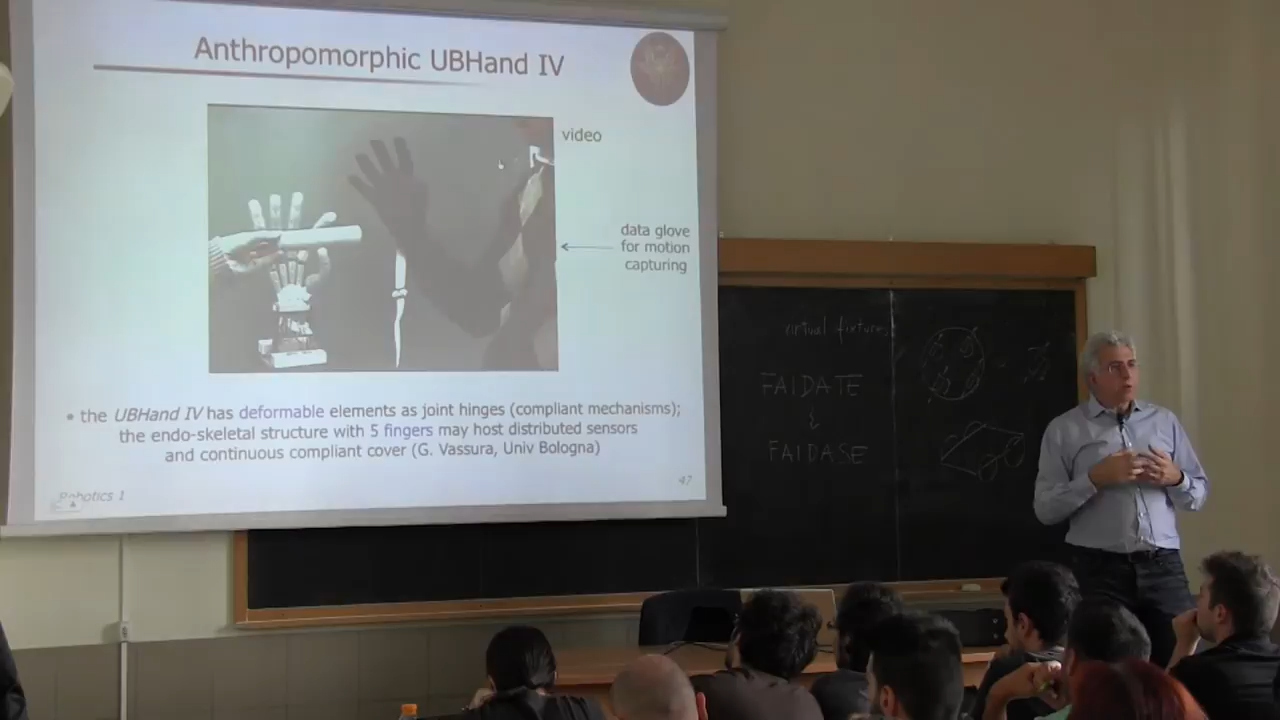 Anthropomorphic UBHand IV
video
data glove
for motion
capturing
• the UBHand IV has deformable elements as joint hinges (compliant mechanisms);
the endo-skeletal structure with 5 fingers may host distributed sensors
and continuous compliant cover (G. Vassura, Univ Bologna)
Robotics 1
47
virtual fixtures
FAIDATE
&
FAIDASE